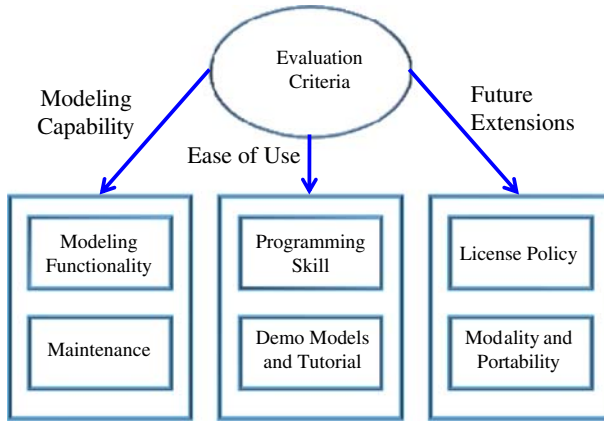 Evaluation
Criteria
Modeling
Capability
Ease of Use
Future
Extensions
Modeling
Functionality
Maintenance
Programming
Skill
Demo Models
and Tutorial
License Policy
Modality and
Portability